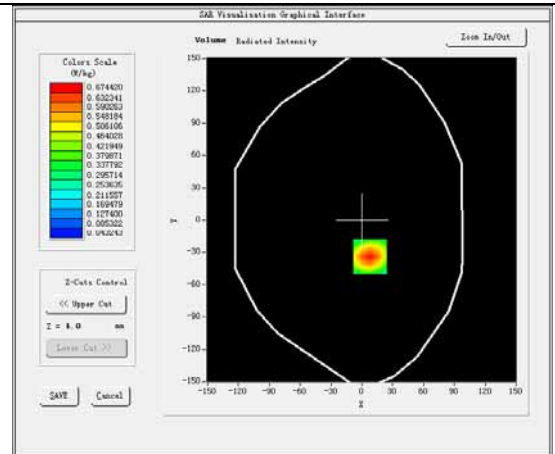 SAR Visualisation Graphical Interface
Volume Radiated Intensity
Zoom In/Out
Colors Scale
(W/kg)
0.674420
0.632341
0.590263
0.548184
0.506106
0.464028
0.421949
0.379871
0.337792
0.295714
0.253635
0.211557
0.169479
0.127400
0.085322
0.043243
Z-Cuts Control
<< Upper Cut
Z = 4.0 mm
Lower Cut >>
SAVE
Cancel
150
120
90
60
30
0
-30
-60
-90
-120
-150
Y
-150 -120 -90 -60 -30 0 30 60 90 120 150
X